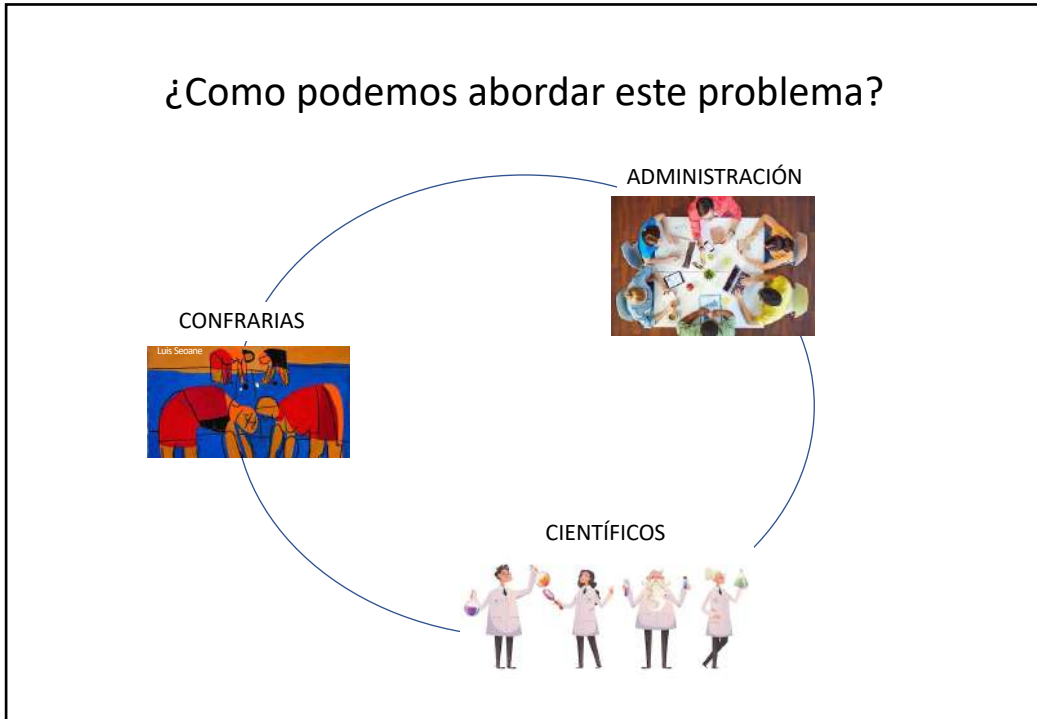 ¿Como podemos abordar este problema?
ADMINISTRACIÓN
CONFRARIAS
Luis Seoane
CIENTÍFICOS